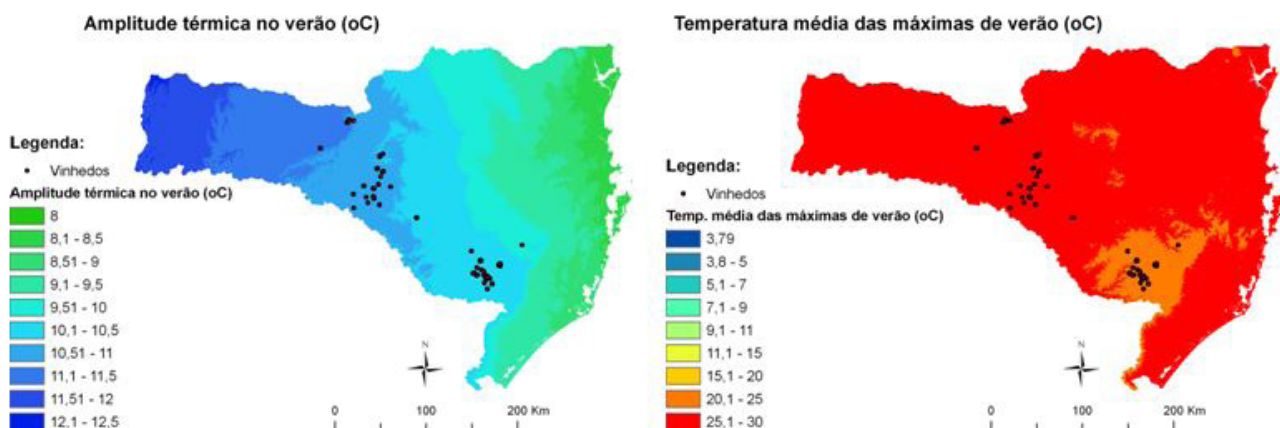 Amplitude térmica no verão (oC)
Legenda:
Vinhedos
Amplitude térmica no verão (oC)
8
8,1 - 8,5
8,51 - 9
9,1 - 9,5
9,51 - 10
10,1 - 10,5
10,51 - 11
11,1 - 11,5
11,51 - 12
12,1 - 12,5
N
0 100 200 Km
Temperatura média das máximas de verão (oC)
Legenda:
Vinhedos
Temp. média das máximas de verão (oC)
3,79
3,8 - 5
5,1 - 7
7,1 - 9
9,1 - 11
11,1 - 15
15,1 - 20
20,1 - 25
25,1 - 30
N
0 100 200 Km